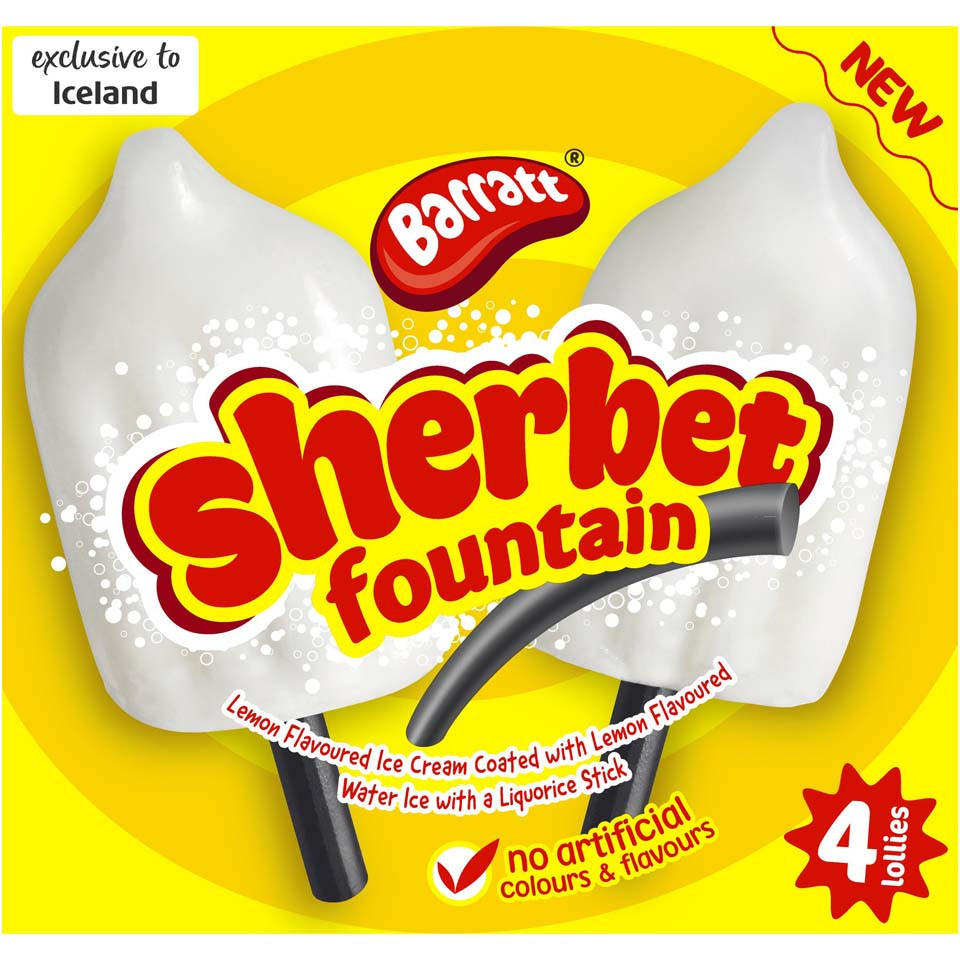 exclusive to
Iceland
NEW
Barratt®
sherbet
fountain
Lemon Flavoured Ice Cream Coated with Lemon Flavoured
Water Ice with a Liquorice Stick
no artificial
colours & flavours
4
lollies